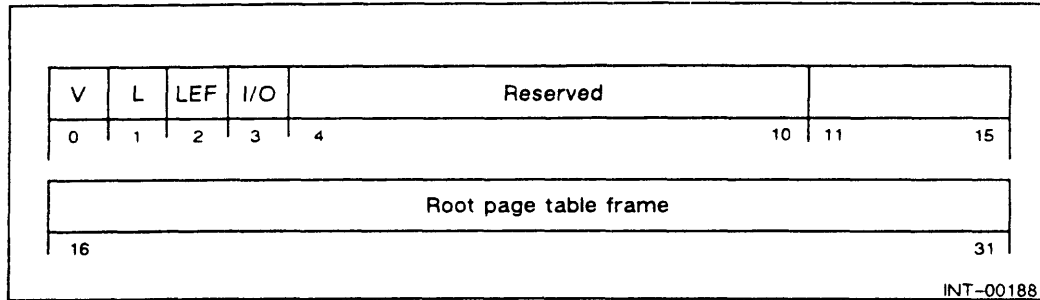 V L LEF I/O Reserved
0 1 2 3 4 10 11 15
Root page table frame
16 31
INT-00188